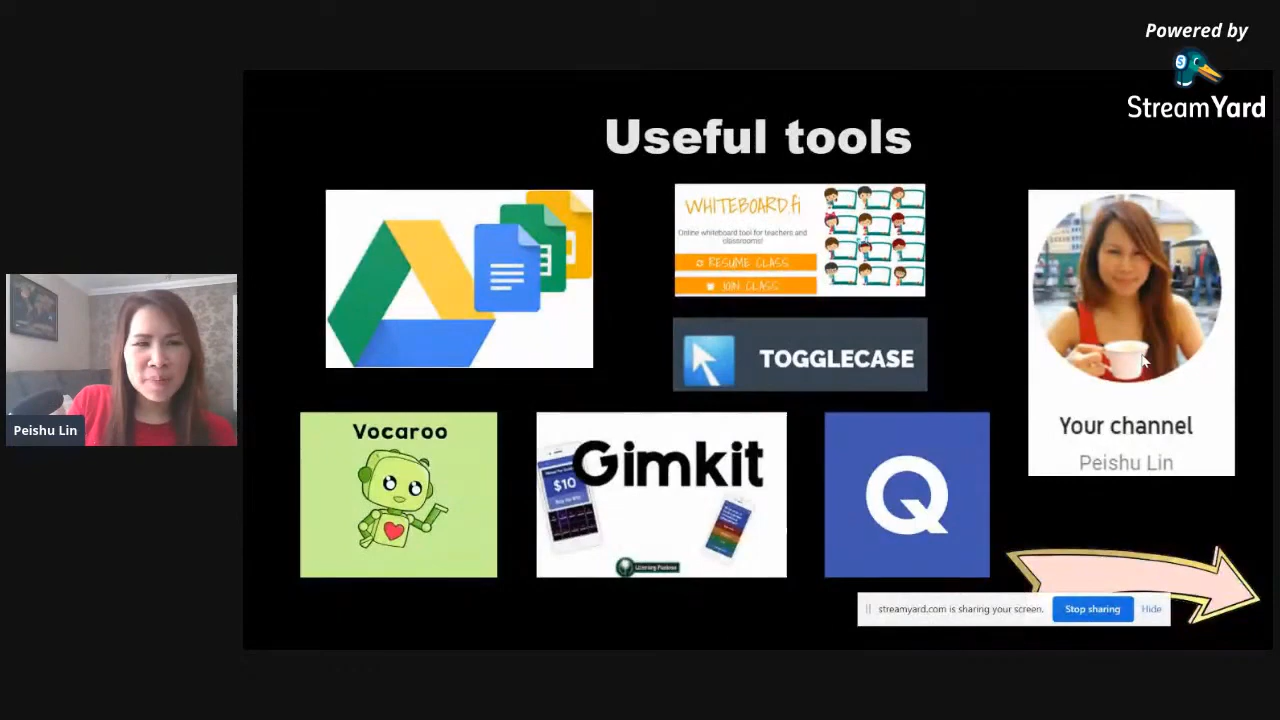 Powered by
StreamYard
Useful tools
WHITEBOARD.fi
Online whiteboard tool for teachers and
classrooms!
RESUME CLASS
JOIN CLASS
TOGGLECASE
Peishu Lin
Your channel
Peishu Lin
Vocaroo
Gimkit
$10
Q
streamyard.com is sharing your screen.
Stop sharing
Hide